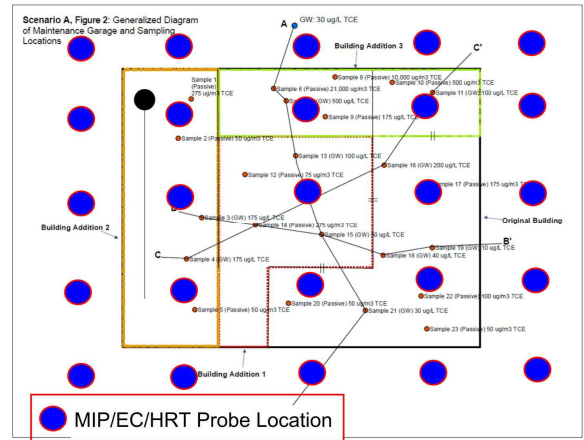 Scenario A, Figure 2: Generalized Diagram
of Maintenance Garage and Sampling
Locations
A
GW: 30 ug/L TCE
Building Addition 3
C'
Sample 1
(Passive)
275 ug/m3 TCE
Sample 8 (Passive) 10,000 ug/m3 TCE
Sample 6 (Passive) 21,000 ug/m3 TCE
Sample 10 (Passive) 500 ug/m3 TCE
Sample 11 (GW) 100 ug/L TCE
(GW) 500 ug/L TCE
Sample 9 (Passive) 175 ug/L TCE
Sample 2 (Passive) 50 ug/m3 TCE
Sample 13 (GW) 100 ug/L TCE
Sample 16 (GW) 200 ug/L TCE
Sample 12 (Passive) 75 ug/m3 TCE
Sample 17 (Passive) 175 ug/m3 TCE
Building Addition 2
Sample 3 (GW) 175 ug/L TCE
Original Building
Sample 14 (Passive) 275 ug/m3 TCE
Sample 15 (GW) 50 ug/L TCE
B'
C
Sample 4 (GW) 175 ug/L TCE
Sample 19 (GW) 10 ug/L TCE
Sample 18 (GW) 40 ug/L TCE
Sample 5 (Passive) 50 ug/m3 TCE
Sample 20 (Passive) 50 ug/m3 TCE
Sample 22 (Passive) 100 ug/m3 TCE
Sample 21 (GW) 30 ug/L TCE
Sample 23 (Passive) 50 ug/m3 TCE
Building Addition 1
MIP/EC/HRT Probe Location